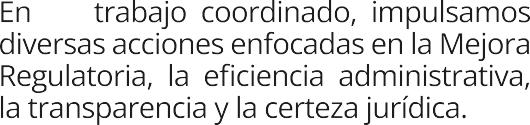 En trabajo coordinado, impulsamos
diversas acciones enfocadas en la Mejora
Regulatoria, la eficiencia administrativa,
la transparencia y la certeza jurídica.